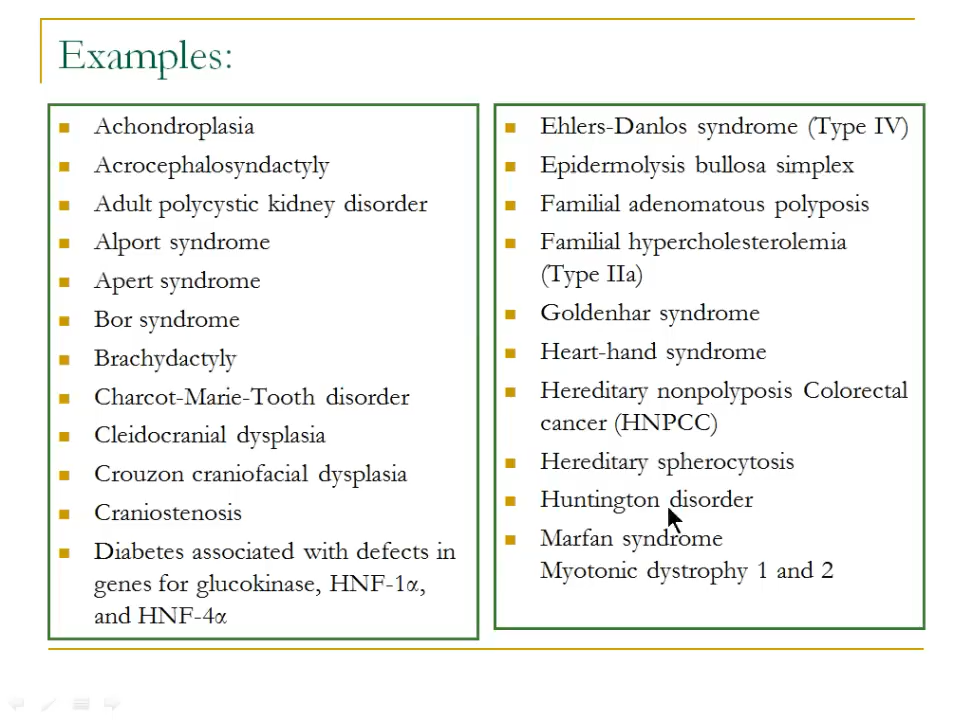 Examples:
Achondroplasia
Acrocephalosyndactyly
Adult polycystic kidney disorder
Alport syndrome
Apert syndrome
Bor syndrome
Brachydactyly
Charcot-Marie-Tooth disorder
Cleidocranial dysplasia
Crouzon craniofacial dysplasia
Craniostenosis
Diabetes associated with defects in
genes for glucokinase, HNF-1α,
and HNF-4α
Ehlers-Danlos syndrome (Type IV)
Epidermolysis bullosa simplex
Familial adenomatous polyposis
Familial hypercholesterolemia
(Type IIa)
Goldenhar syndrome
Heart-hand syndrome
Hereditary nonpolyposis Colorectal
cancer (HNPCC)
Hereditary spherocytosis
Huntington disorder
Marfan syndrome
Myotonic dystrophy 1 and 2